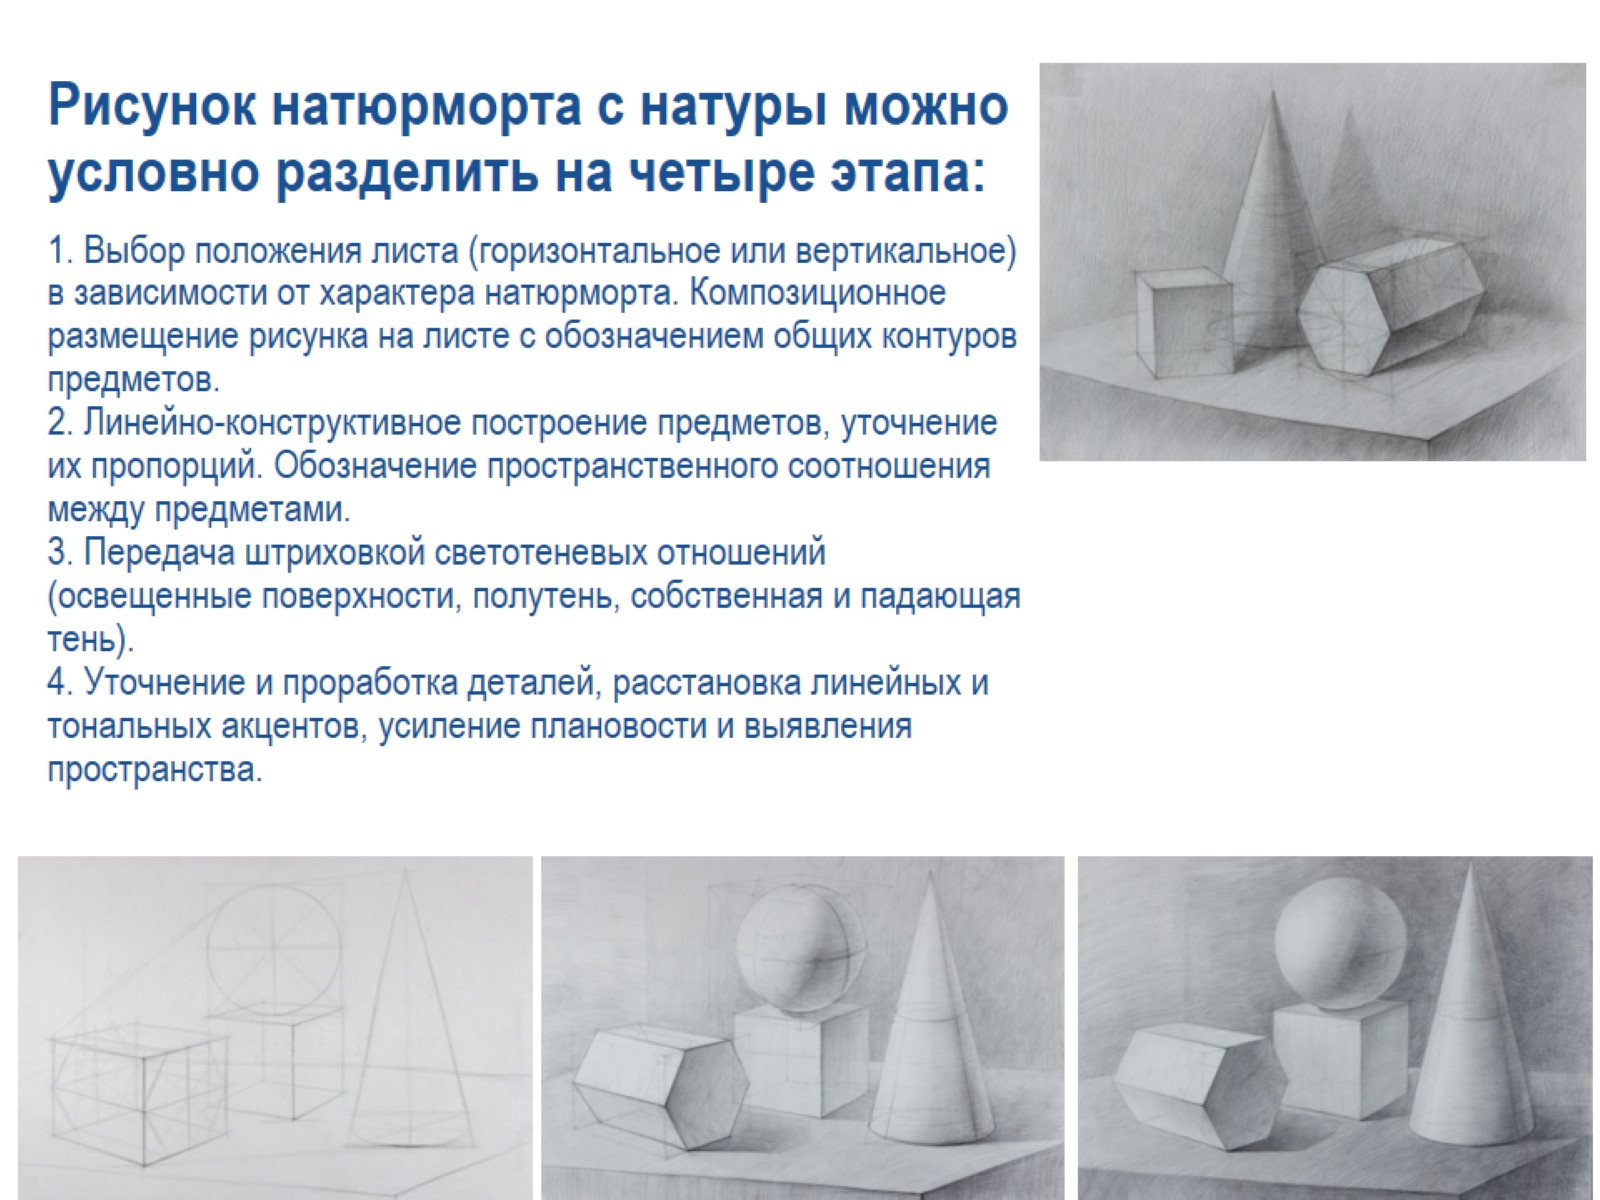 Рисунок натюрморта с натуры можно
условно разделить на четыре этапа:
1. Выбор положения листа (горизонтальное или вертикальное)
в зависимости от характера натюрморта. Композиционное
размещение рисунка на листе с обозначением общих контуров
предметов.
2. Линейно-конструктивное построение предметов, уточнение
их пропорций. Обозначение пространственного соотношения
между предметами.
3. Передача штриховкой светотеневых отношений
(освещенные поверхности, полутень, собственная и падающая
тень).
4. Уточнение и проработка деталей, расстановка линейных и
тональных акцентов, усиление плановости и выявления
пространства.